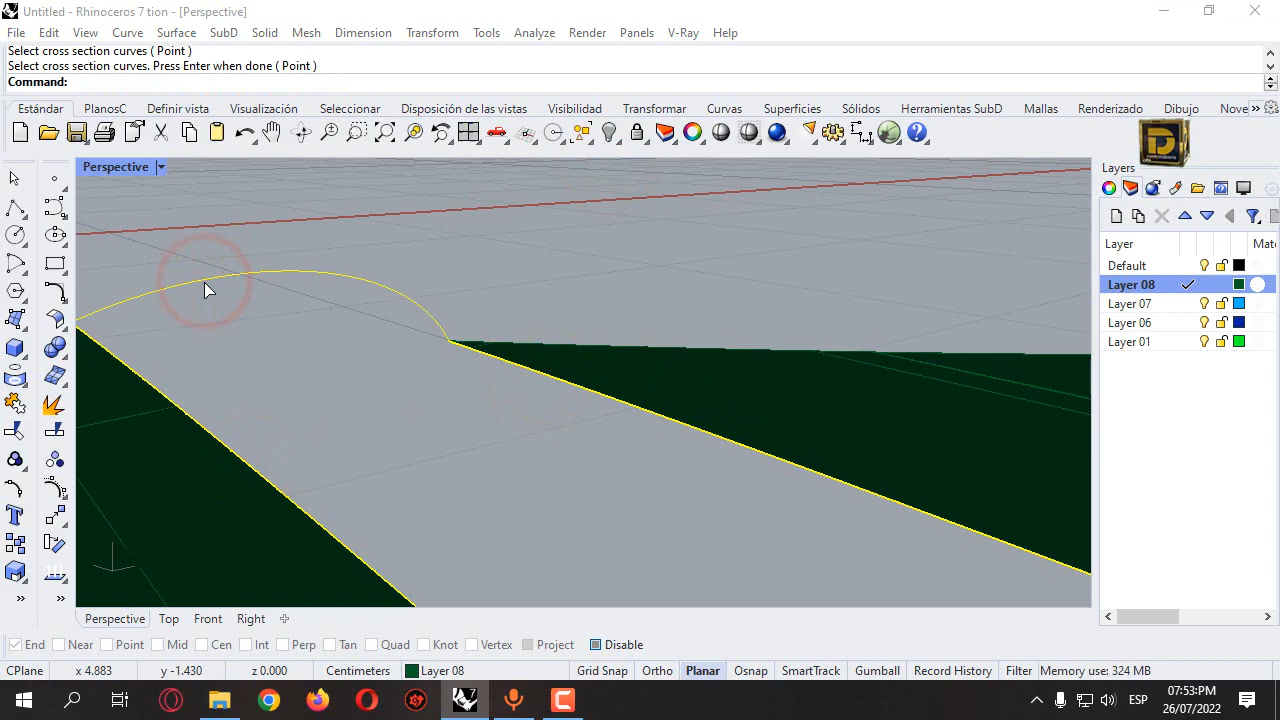 Untitled - Rhinoceros 7 tion - [Perspective]
File Edit View Curve Surface SubD Solid Mesh Dimension Transform Tools Analyze Render Panels V-Ray Help
Select cross section curves ( Point )
Select cross section curves. Press Enter when done ( Point )
Command:
Estándar PlanosC Definir vista Visualización Seleccionar Disposición de las vistas Visibilidad Transformar Curvas Superficies Sólidos Herramientas SubD Mallas Renderizado Dibujo Nove
Perspective
Layers
Layer Mate
Default
Layer 08
Layer 07
Layer 06
Layer 01
Perspective Top Front Right
End Near Point Mid Cen Int Perp Tan Quad Knot Vertex Project Disable
CPlane x 4.883 y -1.430 z 0.000 Centimeters Layer 08 Grid Snap Ortho Planar Osnap SmartTrack Gumball Record History Filter Memory use: 324 MB
ESP
07:53:PM
26/07/2022